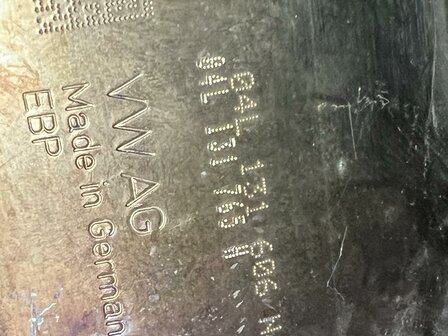 04L 131 606
04L 131 765
VW AG
Made in German
EBP